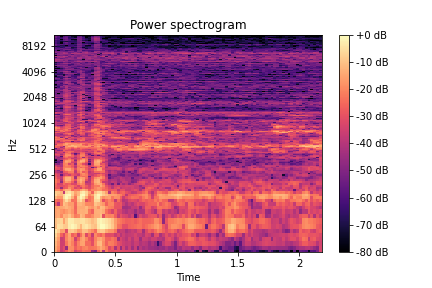 Power spectrogram
Hz
8192
4096
2048
1024
512
256
128
64
0
0
0.5
1
1.5
2
Time
+0 dB
-10 dB
-20 dB
-30 dB
-40 dB
-50 dB
-60 dB
-70 dB
-80 dB